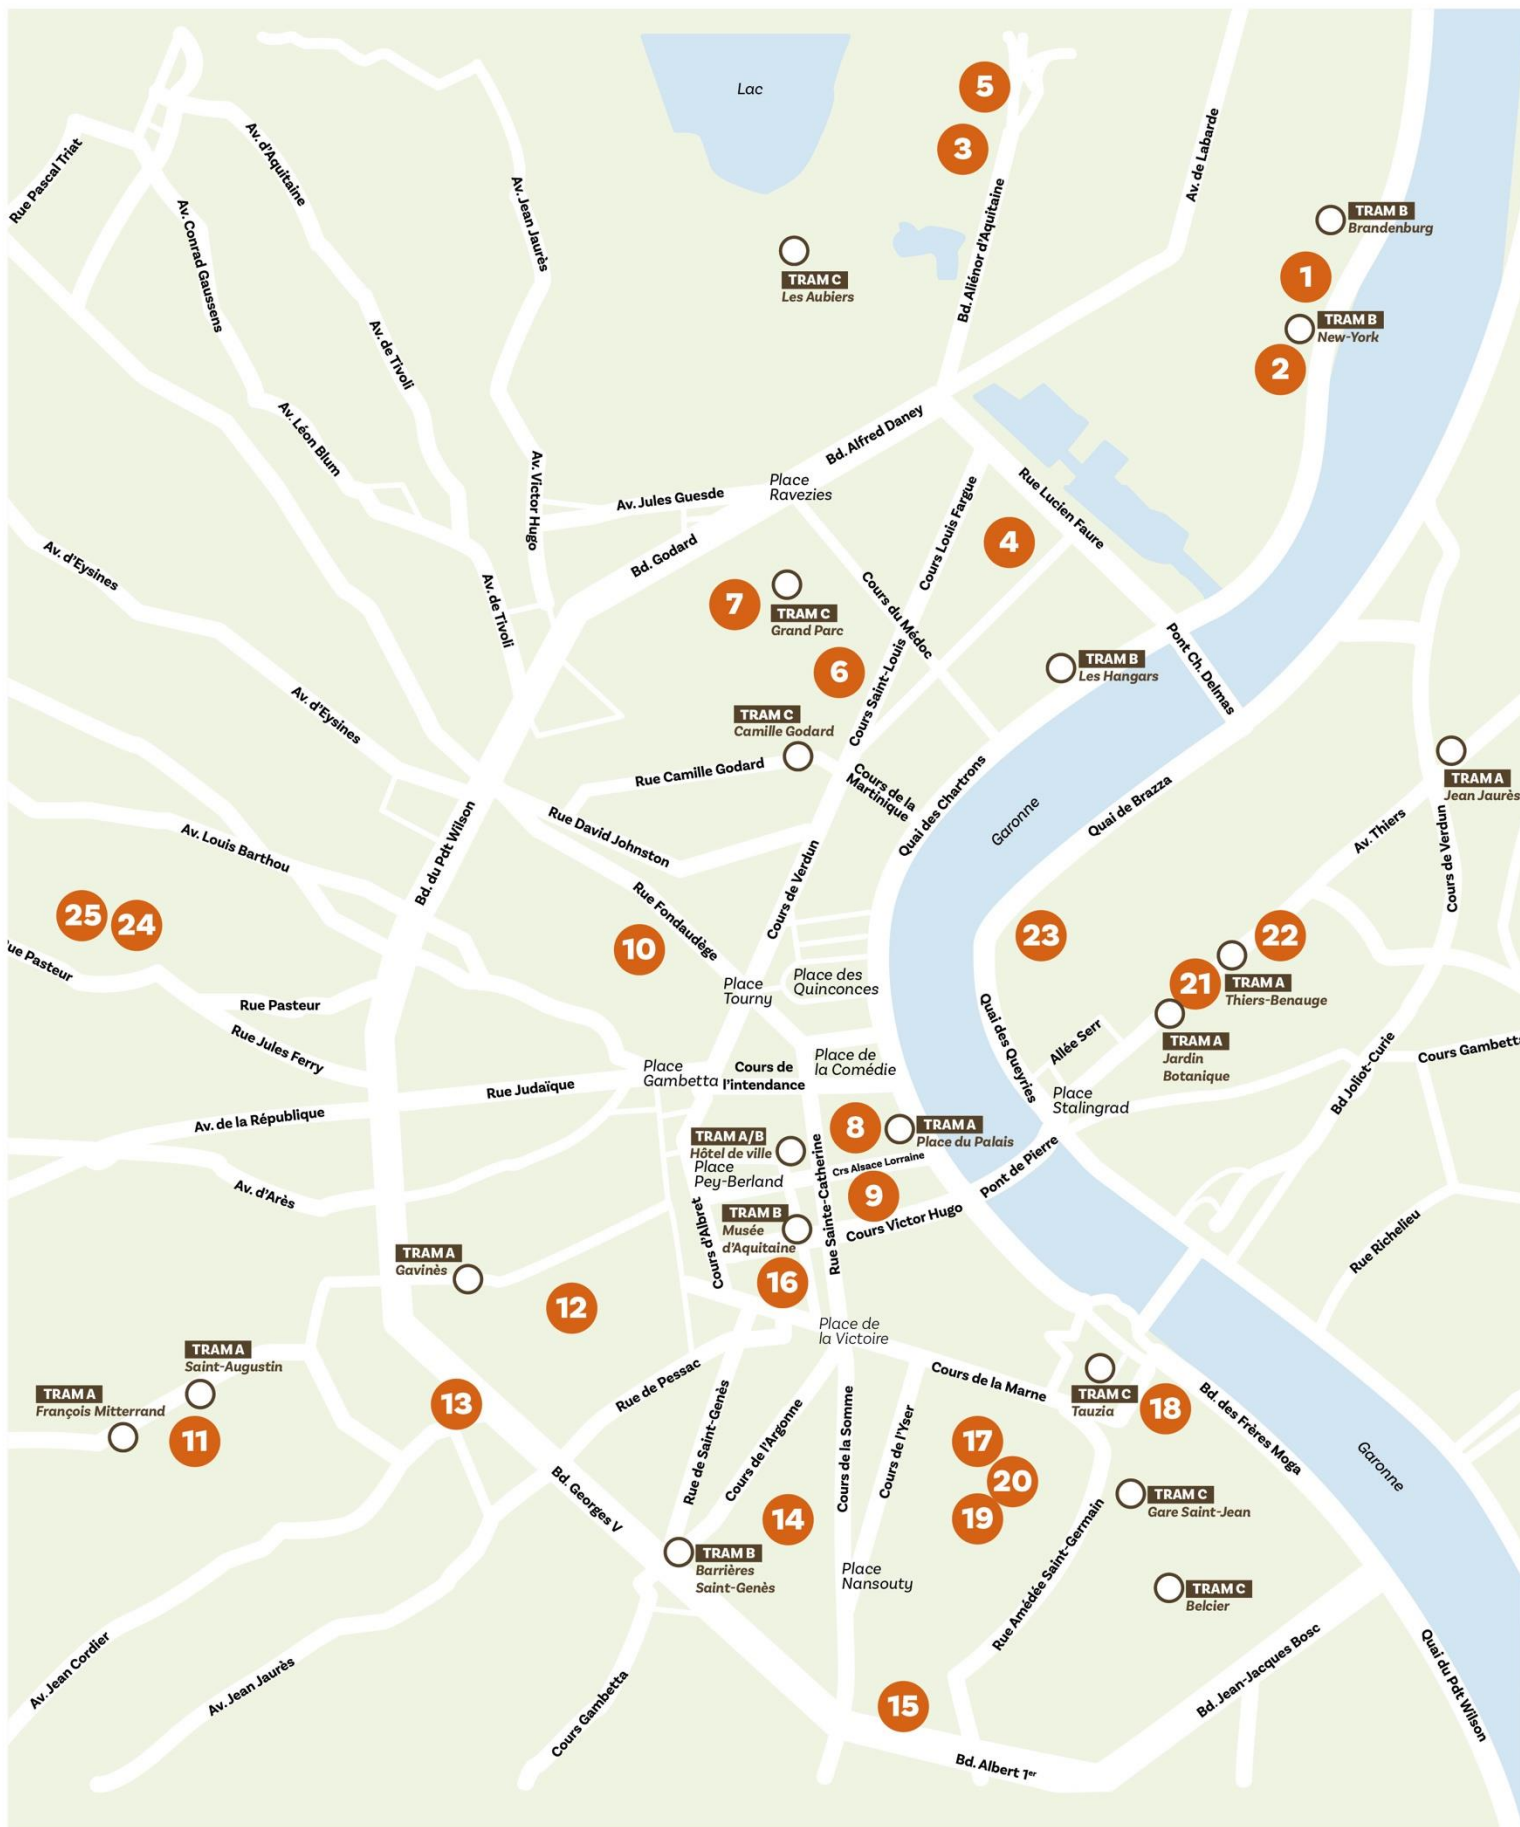 Lac
5
3
Rue Pascal Triat
Av. d'Aquitaine
Av. Conrad Gaussens
Av. Jean Jaurès
Av. de Labarde
Bd. Aliénor d'Aquitaine
TRAM B
Brandenburg
1
TRAM C
Les Aubiers
TRAM B
New-York
2
Av. de Tivoli
Av. Léon Blum
Bd. Alfred Daney
Av. Victor Hugo
Av. Jules Guesde
Place
Ravezies
Cours Louis Fargue
Rue Lucien Faure
4
Bd. Godard
Av. d'Eysines
Av. de Tivoli
7
TRAM C
Grand Parc
Cours du Médoc
6
Cours Saint-Louis
TRAM B
Les Hangars
Pont Ch. Delmas
Av. d'Eysines
TRAM C
Camille Godard
Rue Camille Godard
Cours de la
Martinique
Quai des Chartrons
Garonne
Quai de Brazza
TRAM A
Jean Jaurès
Av. Thiers
Cours de Verdun
Av. Louis Barthou
Bd. du Pdt Wilson
Rue David Johnston
Cours de Verdun
Rue Fondaudège
25
24
10
23
22
ue Pasteur
Rue Pasteur
Place
Tourny
Place des
Quinconces
21
TRAM A
Thiers-Benauge
Quai des Queyries
Allée Serr
TRAM A
Jardin
Botanique
Rue Jules Ferry
Place
Gambetta
Cours de
l'intendance
Place de
la Comédie
Bd Joliot-Curie
Cours Gambetta
Rue Judaïque
Av. de la République
Place
Stalingrad
8
TRAM A
Place du Palais
TRAM A/B
Hôtel de ville
Place
Pey-Berland
Rue Sainte-Catherine
Crs Alsace Lorraine
Pont de Pierre
9
Av. d'Arès
Cours d'Albret
TRAM B
Musée
d'Aquitaine
Cours Victor Hugo
Rue Richelieu
TRAM A
Gavinès
16
12
Place de
la Victoire
TRAM A
Saint-Augustin
TRAM A
François Mitterrand
11
13
Rue de Pessac
Rue de Saint-Genès
Cours de l'Argonne
Cours de la Somme
Cours de l'Yser
Cours de la Marne
TRAM C
Tauzia
18
Bd. des Frères Moga
Garonne
17
20
19
14
Bd. Georges V
TRAM C
Gare Saint-Jean
TRAM B
Barrières
Saint-Genès
Place
Nansouty
Rue Amédée Saint-Germain
TRAM C
Belcier
Av. Jean Cordier
Av. Jean Jaurès
Cours Gambetta
15
Bd. Jean-Jacques Bosc
Quai du Pdt Wilson
Bd. Albert 1er